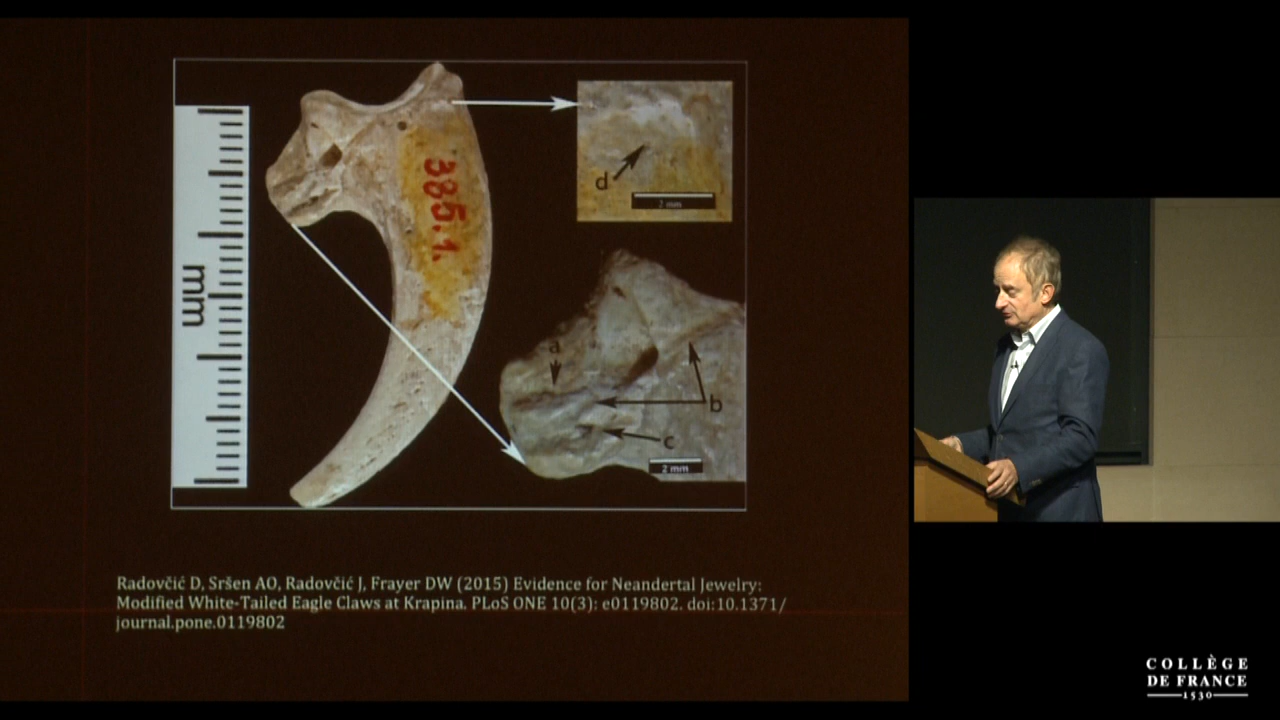 385.1.
mm
d
2 mm
a
b
c
2 mm
Radovčić D, Sršen AO, Radovčić J, Frayer DW (2015) Evidence for Neandertal Jewelry:
Modified White-Tailed Eagle Claws at Krapina. PLoS ONE 10(3): e0119802. doi:10.1371/
journal.pone.0119802
COLLÈGE
DE FRANCE
1530